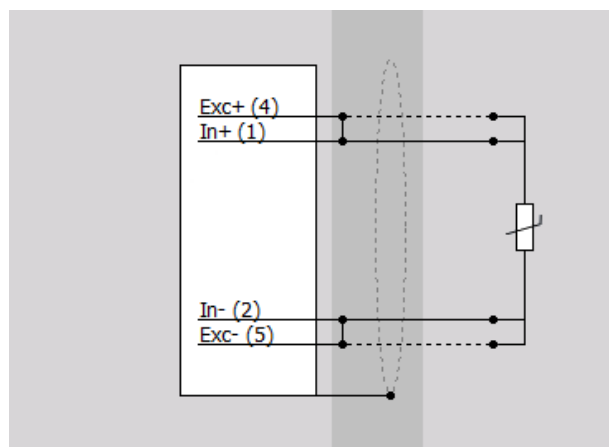 Exc+ (4)
In+ (1)
In- (2)
Exc- (5)